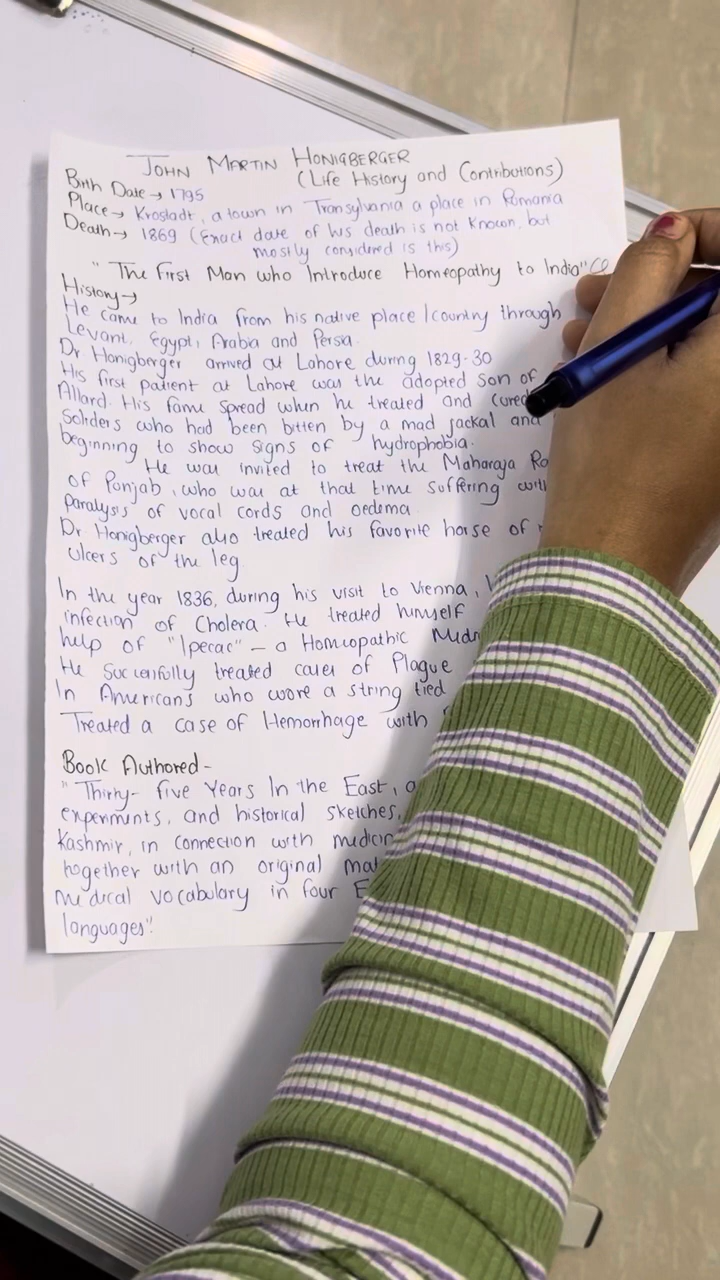 JOHN MARTIN HONIGBERGER
(Life History and Contributions)
Birth Date → 1795
Place → Kronstadt, a town in Transylvania a place in Romania
Death → 1869 (Exact date of his death is not known, but
mostly considered is this)
"The First Man who Introduce Homeopathy to India"
History →
He came to India from his native place/country through
Levant, Egypt, Arabia and Persia.
Dr. Honigberger arrived at Lahore during 1829-30
His first patient at Lahore was the adopted son of
Allard. His fame spread when he treated and cured
Soliders who had been bitten by a mad jackal and
beginning to show signs of hydrophobia.
He was invited to treat the Maharaja
of Panjab, who was at that time suffering with
paralysis of vocal cords and oedema
Dr Honigberger also treated his favorite horse of
Ulcers of the leg
In the year 1836, during his visit to Vienna,
infection of Cholera. He treated himself
help of "Ipecac" - a Homeopathic
He Successfully treated cases of Plague
In Americans who wore a string tied
Treated a case of Hemorrhage with
Book Authored -
"Thirty- five Years In the East,
experiments, and historical sketches,
Kashmir, in connection with
together with an original
medical vocabulary in four
languages"